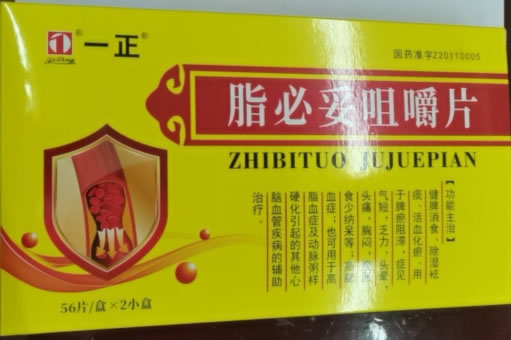 一正®
国药准字Z20110005
脂必妥咀嚼片
ZHIBITUO JUJUEPIAN
【功能主治】
健脾消食、除湿祛
痰、活血化瘀。用
于脾瘀阻滞，症见
气短、乏力、头晕、
头痛、胸闷、
食少纳呆等；高脂
血症；也可用于高
脂血症及动脉粥样
硬化引起的其他心
脑血管疾病的辅助
治疗。
56片/盒×2小盒